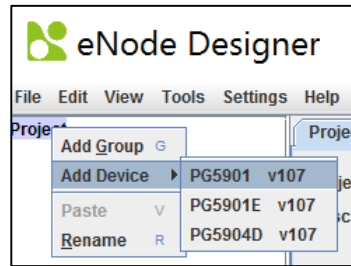 eNode Designer
File Edit View Tools Settings Help
Project
Add Group G
Add Device
Paste V
Rename R
PG5901 v107
PG5901E v107
PG5904D v107